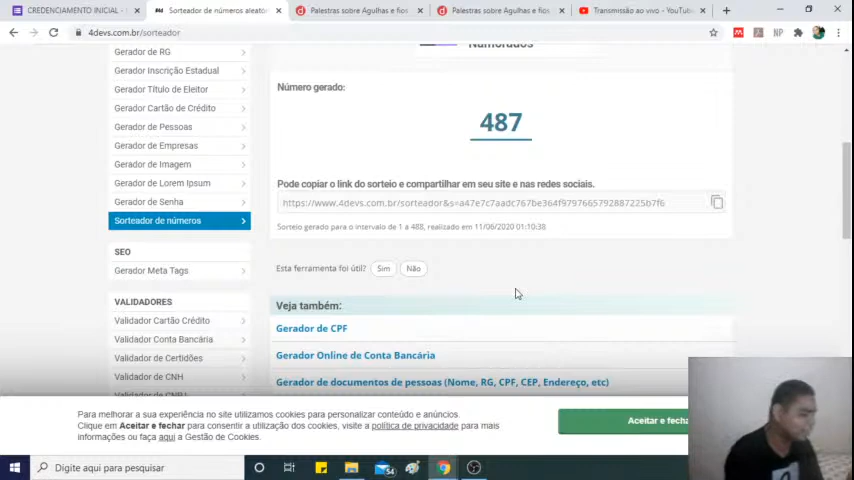 CREDENCIAMENTO INICIAL -
Sorteador de números aleator
Palestras sobre Agulhas e fios
Palestras sobre Agulhas e fios
Transmissão ao vivo - YouTube
4devs.com.br/sorteador
NP
Gerador de RG
Gerador Inscrição Estadual
Gerador Título de Eleitor
Gerador Cartão de Crédito
Gerador de Pessoas
Gerador de Empresas
Gerador de Imagem
Gerador de Lorem Ipsum
Gerador de Senha
Sorteador de números
SEO
Gerador Meta Tags
VALIDADORES
Validador Cartão Crédito
Validador Conta Bancária
Validador de Certidões
Validador de CNH
Namorados
Número gerado:
487
Pode copiar o link do sorteio e compartilhar em seu site e nas redes sociais.
https://www.4devs.com.br/sorteador&s=a47e7c7aadc767be364f9797665792887225b7f6
Sorteio gerado para o intervalo de 1 a 488, realizado em 11/06/2020 01:10:38
Esta ferramenta foi útil?
Sim
Não
Veja também:
Gerador de CPF
Gerador Online de Conta Bancária
Gerador de documentos de pessoas (Nome, RG, CPF, CEP, Endereço, etc)
Para melhorar a sua experiência no site utilizamos cookies para personalizar conteúdo e anúncios.
Clique em Aceitar e fechar para consentir a utilização dos cookies, visite a política de privacidade para mais
informações ou faça aqui a Gestão de Cookies.
Aceitar e fecha
Digite aqui para pesquisar
54